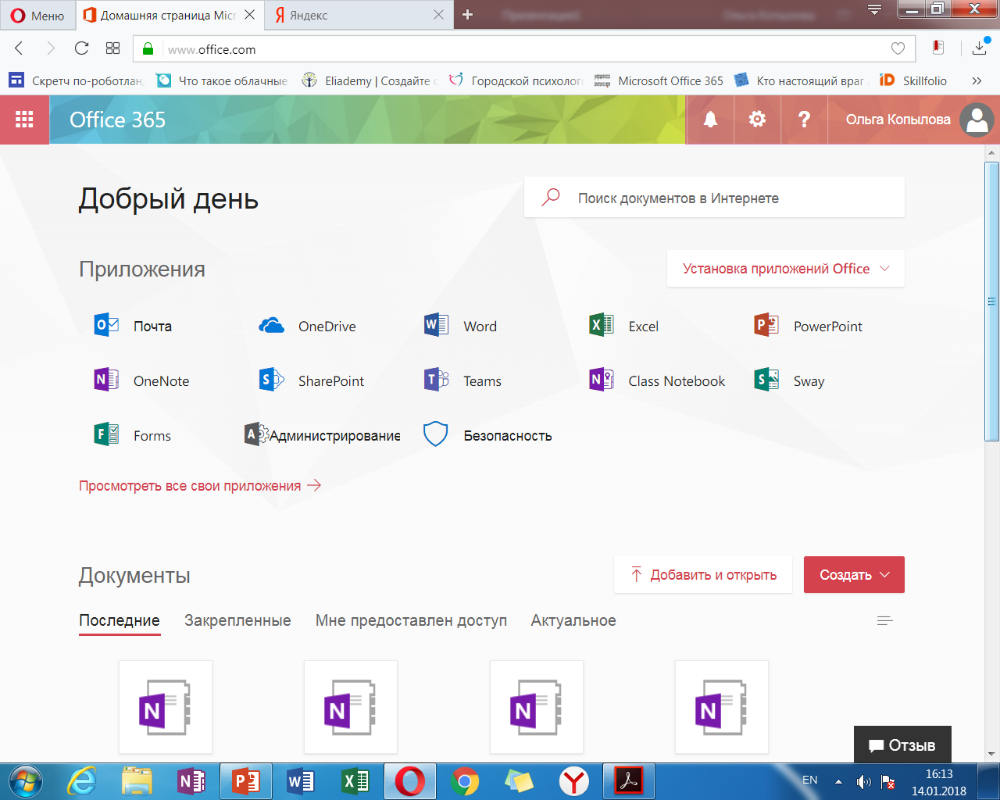 Меню
Домашняя страница Micr
Яндекс
www.office.com
Скретч по-роботланд
Что такое облачные
Eliademy | Создайте
Городской психолог
Microsoft Office 365
Кто настоящий враг
Skillfolio
Office 365
Ольга Копылова
Добрый день
Поиск документов в Интернете
Приложения
Установка приложений Office
Почта
OneDrive
Word
Excel
PowerPoint
OneNote
SharePoint
Teams
Class Notebook
Sway
Forms
Администрирование
Безопасность
Просмотреть все свои приложения
Документы
Добавить и открыть
Создать
Последние
Закрепленные
Мне предоставлен доступ
Актуальное
Отзыв
EN
16:13
14.01.2018